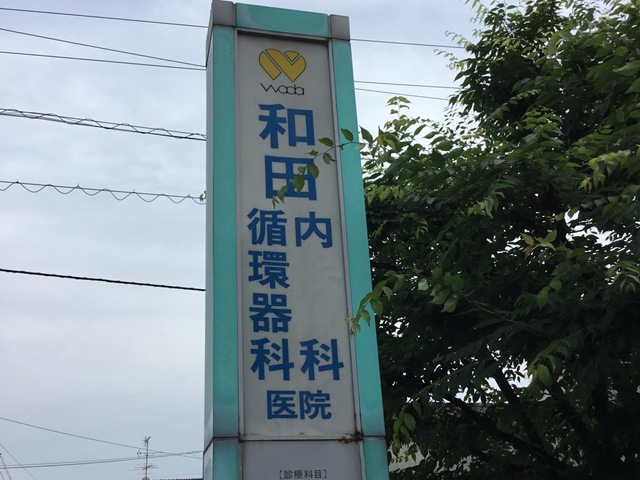 Wada
和田
内科
循環器科
医院
【診療科目】